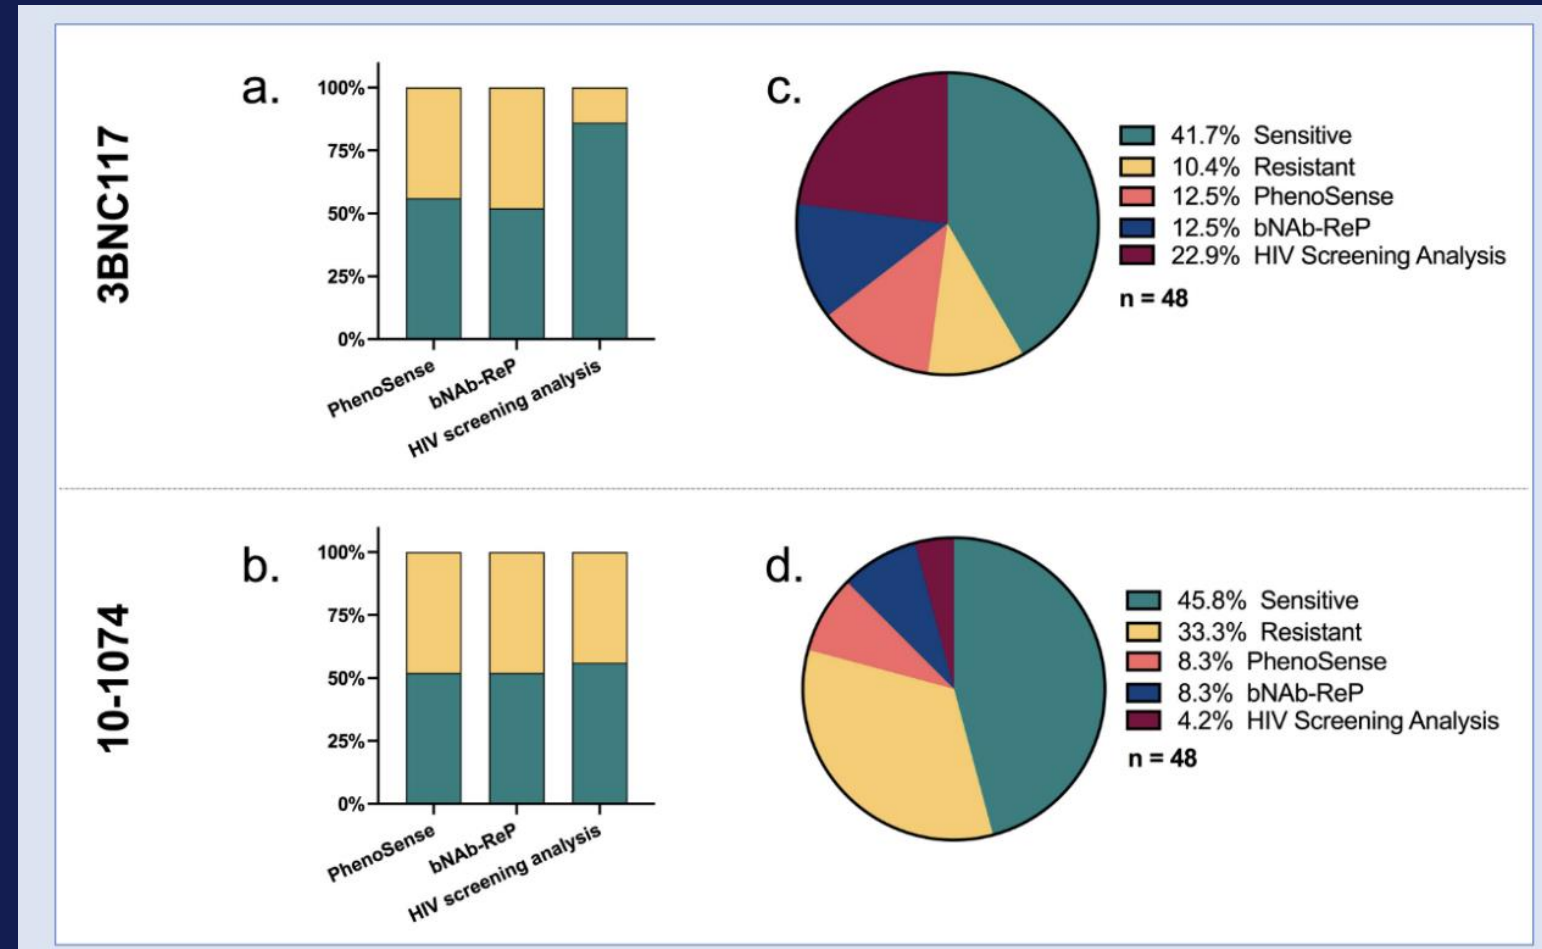 3BNC117
a.
100%
75%
50%
25%
0%
PhenoSense
bNAb-ReP
HIV screening analysis
c.
41.7% Sensitive
10.4% Resistant
12.5% PhenoSense
12.5% bNAb-ReP
22.9% HIV Screening Analysis
n = 48
10-1074
b.
100%
75%
50%
25%
0%
PhenoSense
bNAb-ReP
HIV screening analysis
d.
45.8% Sensitive
33.3% Resistant
8.3% PhenoSense
8.3% bNAb-ReP
4.2% HIV Screening Analysis
n = 48